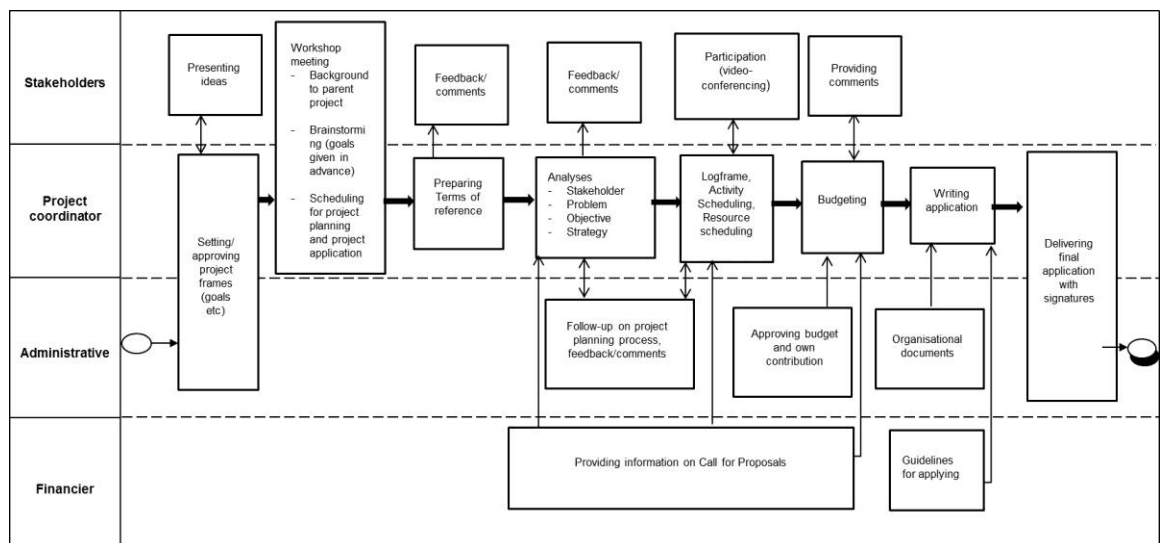 Stakeholders
Presenting
ideas
Workshop
meeting
- Background
to parent
project
- Brainstormi
ng (goals
given in
advance)
- Scheduling
for project
planning
and project
application
Feedback/
comments
Feedback/
comments
Participation
(video-
conferencing)
Providing
comments
Project
coordinator
Setting/
approving
project
frames
(goals
etc)
Preparing
Terms of
reference
Analyses
- Stakeholder
- Problem
- Objective
- Strategy
Logframe,
Activity
Scheduling,
Resource
scheduling
Budgeting
Writing
application
Delivering
final
application
with
signatures
Administrative
Follow-up on project
planning process,
feedback/comments
Approving budget
and own
contribution
Organisational
documents
Financier
Providing information on Call for Proposals
Guidelines
for applying